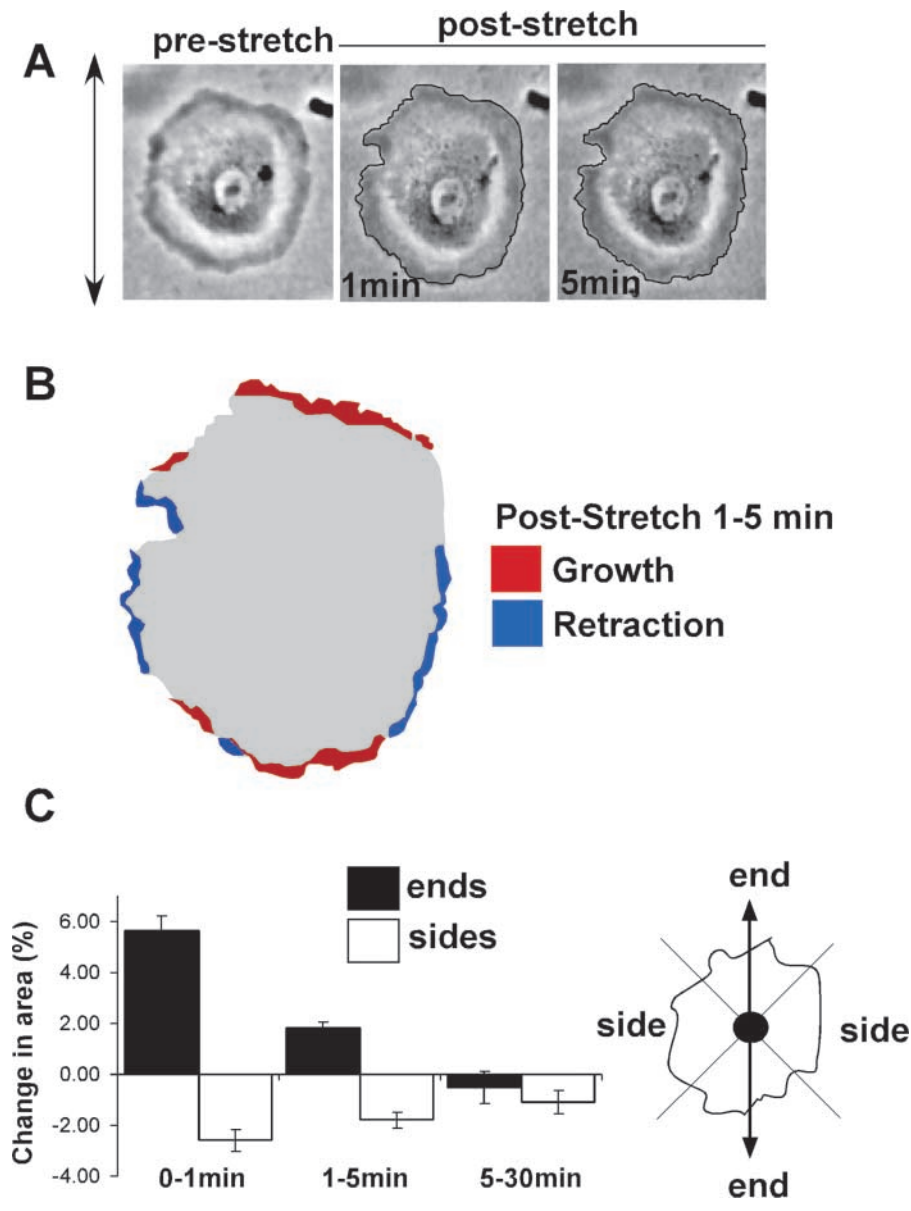 A
pre-stretch
post-stretch
1min
5min
B
Post-Stretch 1-5 min
Growth
Retraction
C
ends
sides
Change in area (%)
6.00
4.00
2.00
0.00
-2.00
-4.00
0-1min
1-5min
5-30min
end
side
side
end